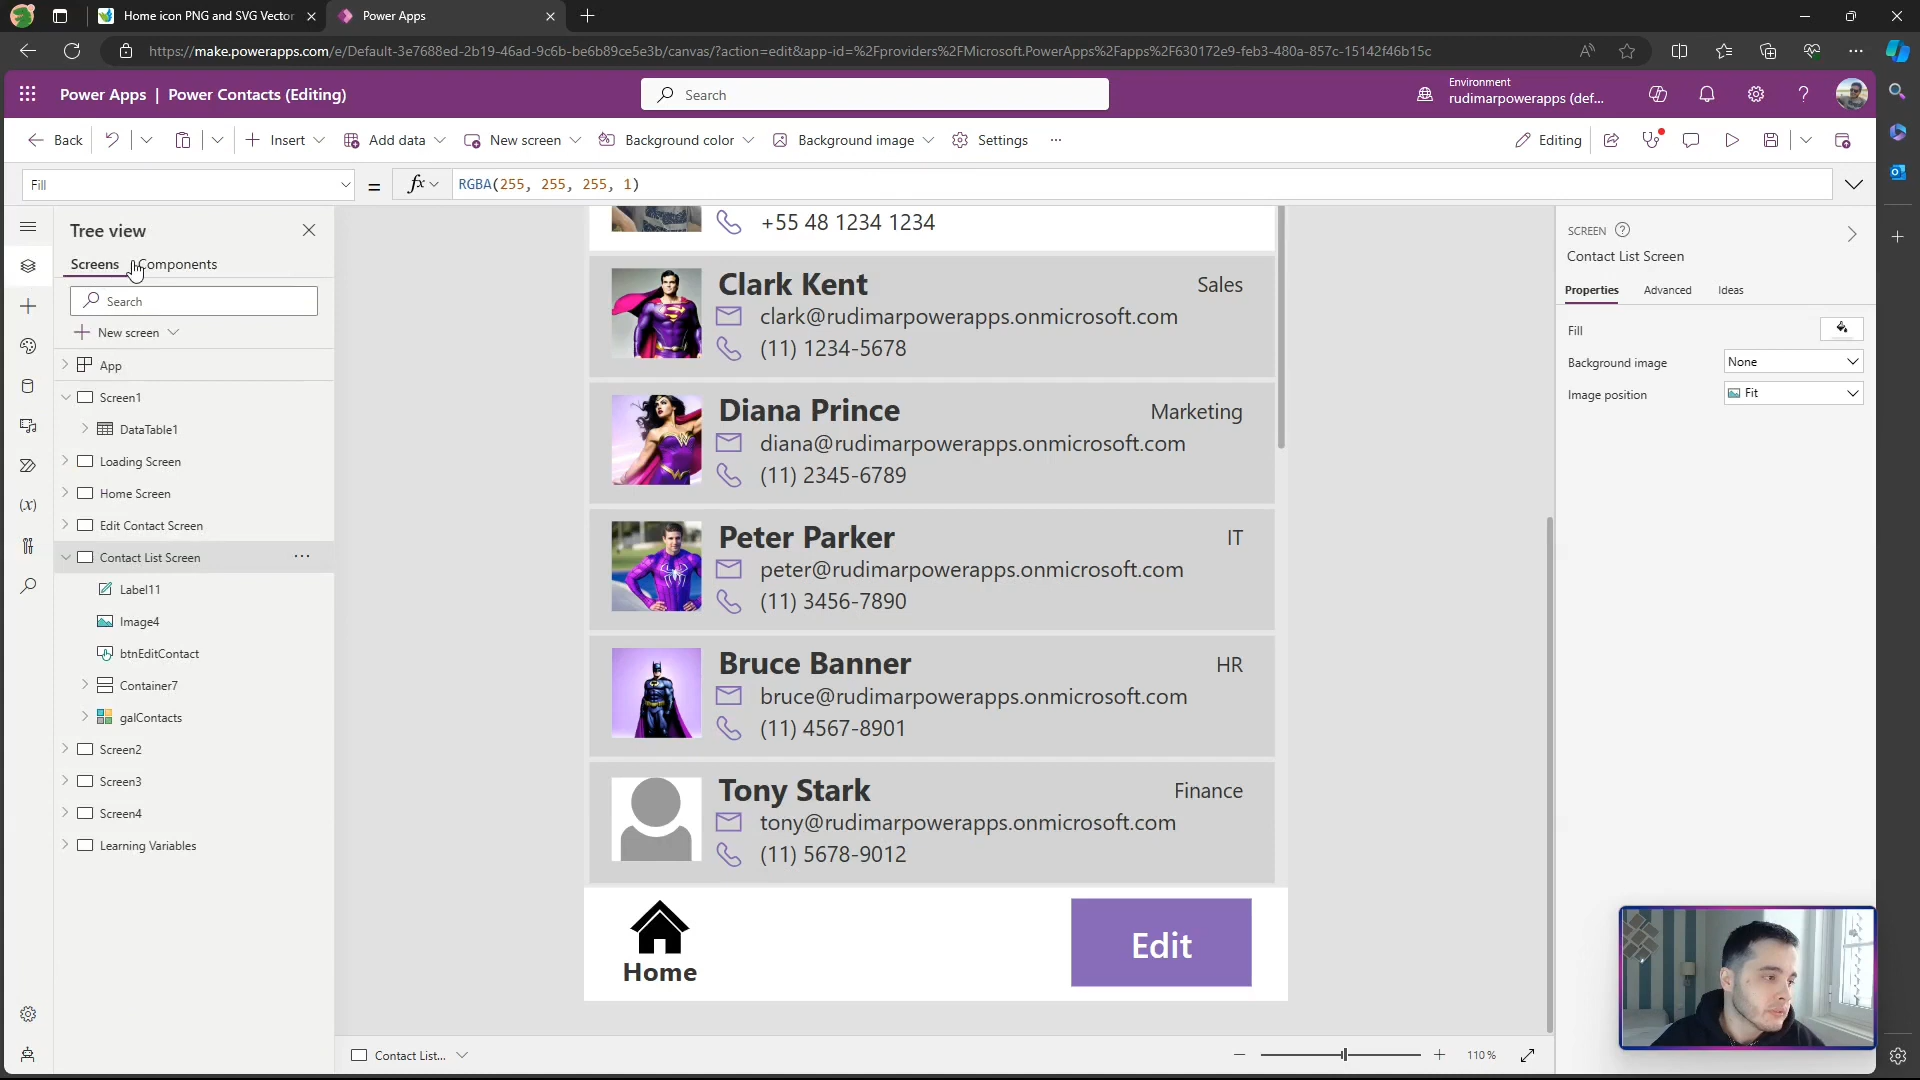 Home icon PNG and SVG Vector
Power Apps
https://make.powerapps.com/e/Default-3e7688ed-2b19-46ad-9c6b-be6b89ce5e3b/canvas/?action=edit&app-id=%2Fproviders%2FMicrosoft.PowerApps%2Fapps%2F630172e9-feb3-480a-857c-15142f46b15c
Power Apps | Power Contacts (Editing)
Search
Environment
rudimarpowerapps (def...
Back
Insert
Add data
New screen
Background color
Background image
Settings
Editing
Fill
=
fx
RGBA(255, 255, 255, 1)
Tree view
Screens
Components
Search
New screen
App
Screen1
DataTable1
Loading Screen
Home Screen
Edit Contact Screen
Contact List Screen
Label11
Image4
btnEditContact
Container7
galContacts
Screen2
Screen3
Screen4
Learning Variables
+55 48 1234 1234
Clark Kent
Sales
clark@rudimarpowerapps.onmicrosoft.com
(11) 1234-5678
Diana Prince
Marketing
diana@rudimarpowerapps.onmicrosoft.com
(11) 2345-6789
Peter Parker
IT
peter@rudimarpowerapps.onmicrosoft.com
(11) 3456-7890
Bruce Banner
HR
bruce@rudimarpowerapps.onmicrosoft.com
(11) 4567-8901
Tony Stark
Finance
tony@rudimarpowerapps.onmicrosoft.com
(11) 5678-9012
Home
Edit
Contact List...
110 %
SCREEN
Contact List Screen
Properties
Advanced
Ideas
Fill
Background image
None
Image position
Fit